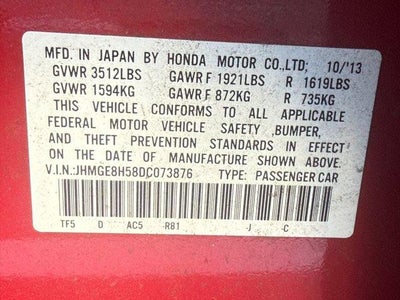 MFD. IN JAPAN BY HONDA MOTOR CO.,LTD; 10/'13
GVWR 3512LBS GAWR F 1921LBS R 1619LBS
GVWR 1594KG GAWR F 872KG R 735KG
THIS VEHICLE CONFORMS TO ALL APPLICABLE
FEDERAL MOTOR VEHICLE SAFETY ,BUMPER,
AND THEFT PREVENTION STANDARDS IN EFFECT
ON THE DATE OF MANUFACTURE SHOWN ABOVE.
V.I.N.:JHMGE8H58DC073876 TYPE: PASSENGER CAR
TF5 D AC5 R81 -J -C